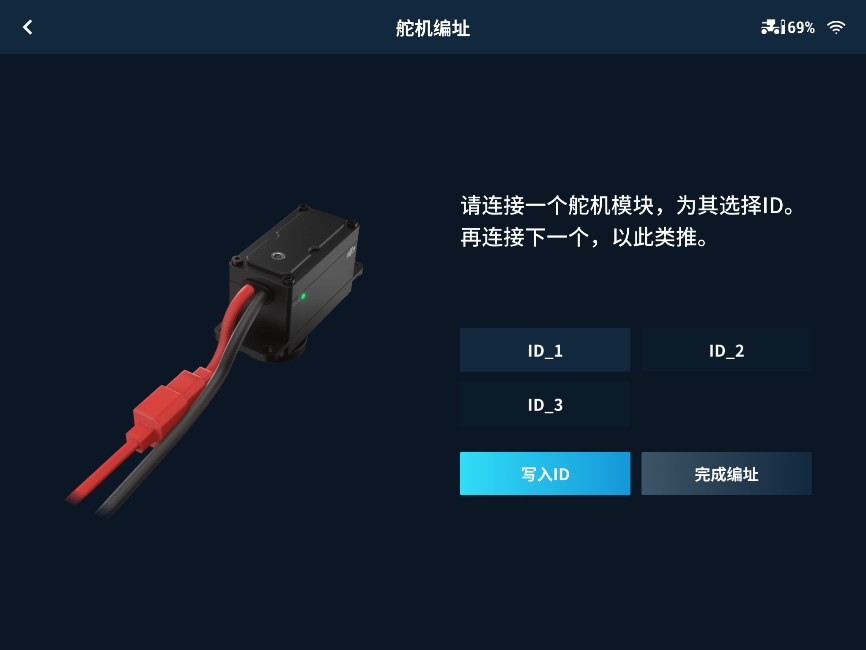 舵机编址
69%
请连接一个舵机模块，为其选择ID。
再连接下一个，以此类推。
ID_1
ID_2
ID_3
写入ID
完成编址